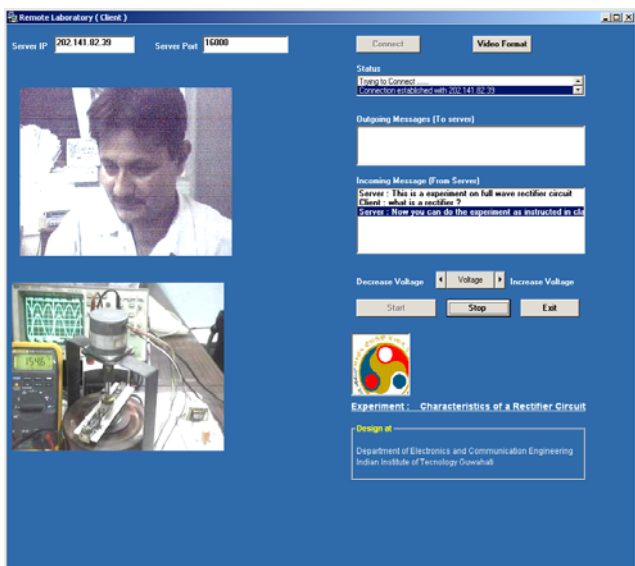 Remote Laboratory ( Client )
Server IP 202.141.82.39 Server Port 16000
Connect Video Format
Status
Trying to Connect ......
Connection established with 202.141.82.39
Outgoing Messages (To server)
Incoming Message (From Server)
Server : This is a experiment on full wave rectifier circuit
Client : what is a rectifier ?
Server : Now you can do the experiment as instructed in cla
Decrease Voltage Voltage Increase Voltage
Start Stop Exit
Experiment : Characteristics of a Rectifier Circuit
Design at
Department of Electronics and Communication Engineering
Indian Institute of Tecnology Guwahati